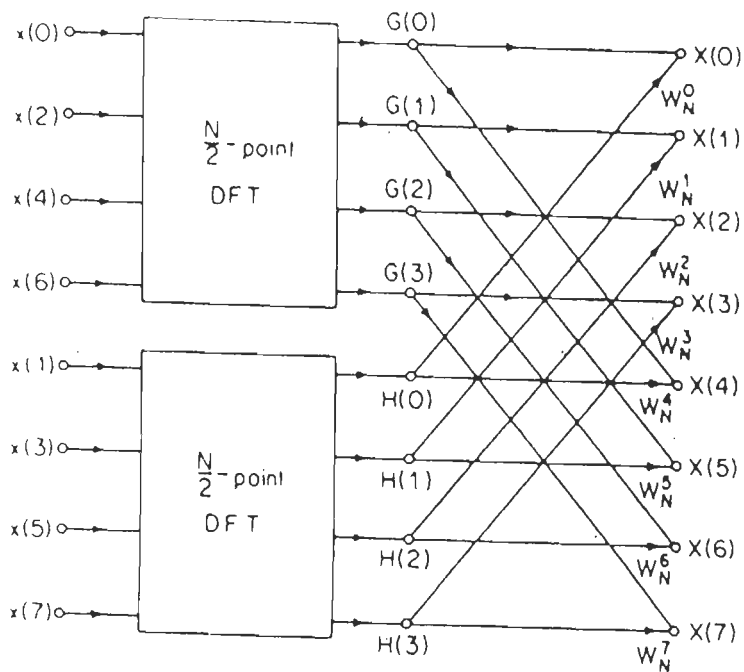 x(0)
x(2)
x(4)
x(6)
N/2-point
DFT
G(0)
G(1)
G(2)
G(3)
x(1)
x(3)
x(5)
x(7)
N/2-point
DFT
H(0)
H(1)
H(2)
H(3)
X(0)
W_N^0
X(1)
W_N^1
X(2)
W_N^2
X(3)
W_N^3
X(4)
W_N^4
X(5)
W_N^5
X(6)
W_N^6
X(7)
W_N^7